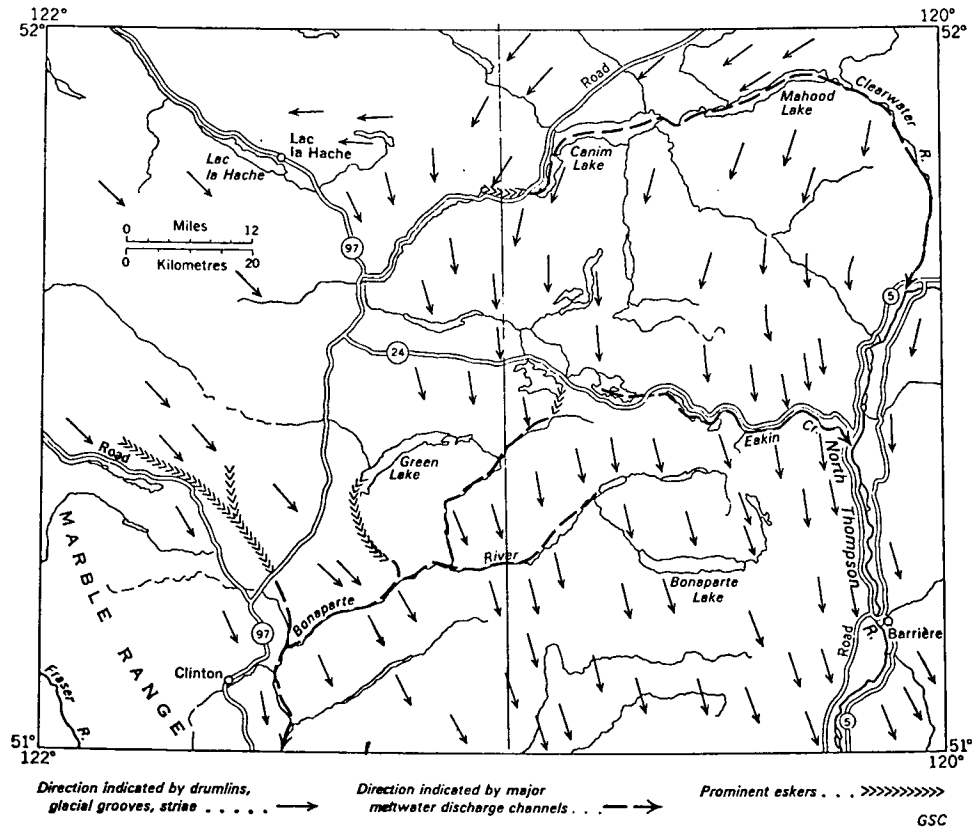 122°
120°
52°
52°
Road
Mahood
Lake
Clearwater
R.
Lac
la Hache
Lac
la Hache
Canim
Lake
Miles
0 12
0 20
Kilometres
97
5
24
Eakin
Cr.
North
Thompson
R.
Road
Green
Lake
River
Bonaparte
Bonaparte
Lake
MARBLE RANGE
97
Clinton
Road
Barrière
Fraser
R.
5
51°
51°
122°
120°
Direction indicated by drumlins,
glacial grooves, striae . . . . .
Direction indicated by major
meltwater discharge channels . . .
Prominent eskers . . .
GSC